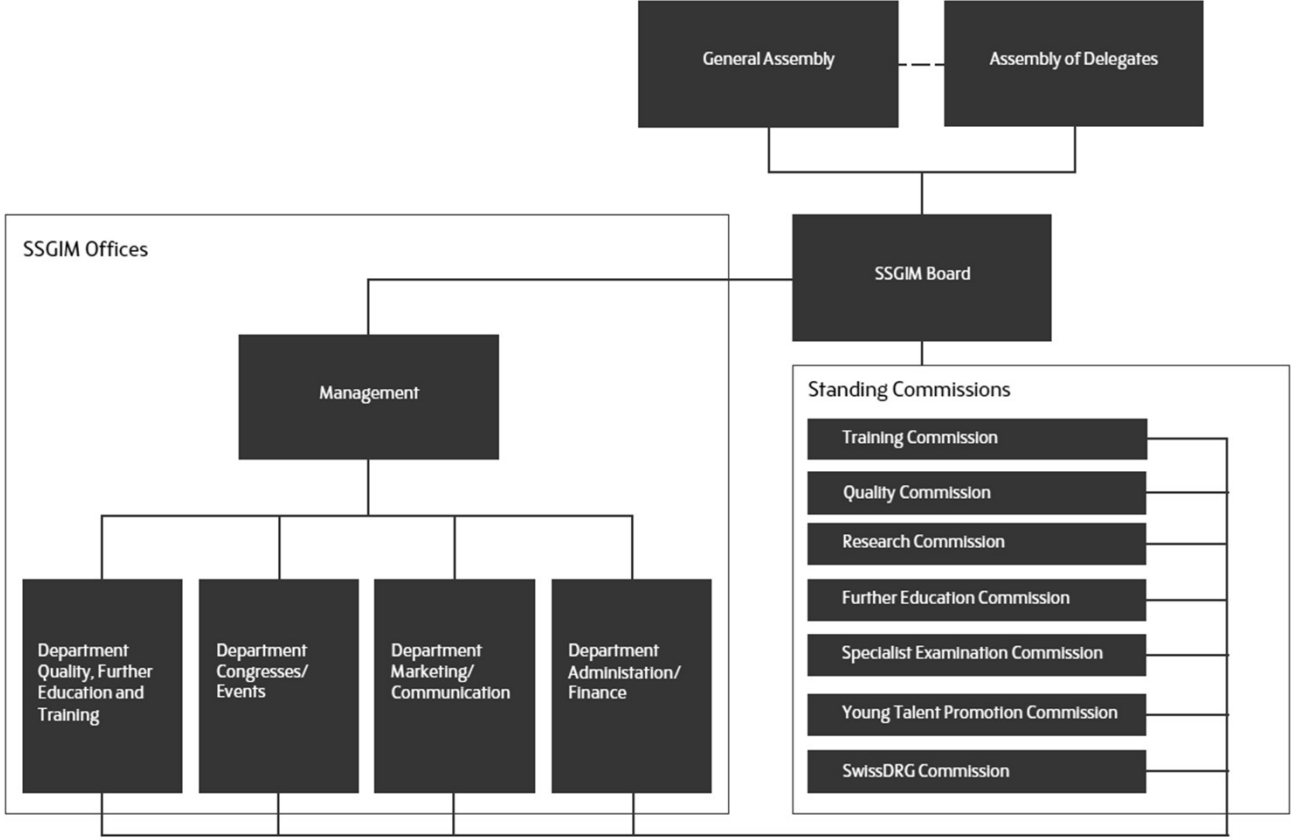 General Assembly
Assembly of Delegates
SSGIM Offices
SSGIM Board
Management
Standing Commissions
Training Commission
Quality Commission
Research Commission
Further Education Commission
Specialist Examination Commission
Young Talent Promotion Commission
SwissDRG Commission
Department
Quality, Further
Education and
Training
Department
Congresses/
Events
Department
Marketing/
Communication
Department
Administation/
Finance